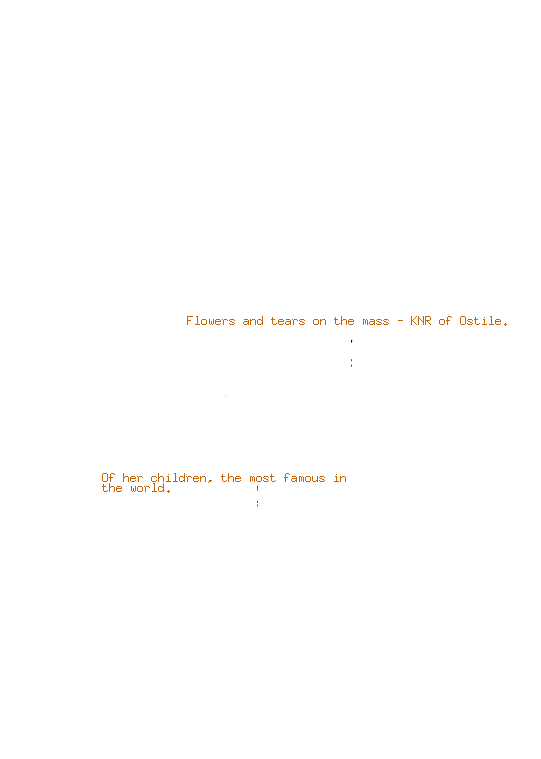 Flowers and tears on the mass - KNR of Ostile.
Of her children, the most famous in
the world.